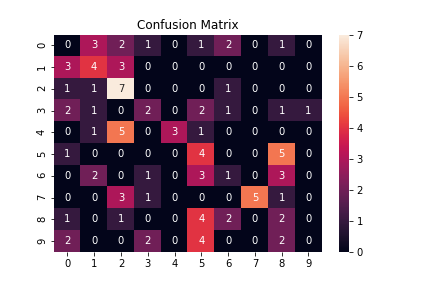 Confusion Matrix
0 0 3 2 1 0 1 2 0 1 0
1 3 4 3 0 0 0 0 0 0 0
2 1 1 7 0 0 0 1 0 0 0
3 2 1 0 2 0 2 1 0 1 1
4 0 1 5 0 3 1 0 0 0 0
5 1 0 0 0 0 4 0 0 5 0
6 0 2 0 1 0 3 1 0 3 0
7 0 0 3 1 0 0 0 5 1 0
8 1 0 1 0 0 4 2 0 2 0
9 2 0 0 2 0 4 0 0 2 0
0 1 2 3 4 5 6 7 8 9
7
6
5
4
3
2
1
0